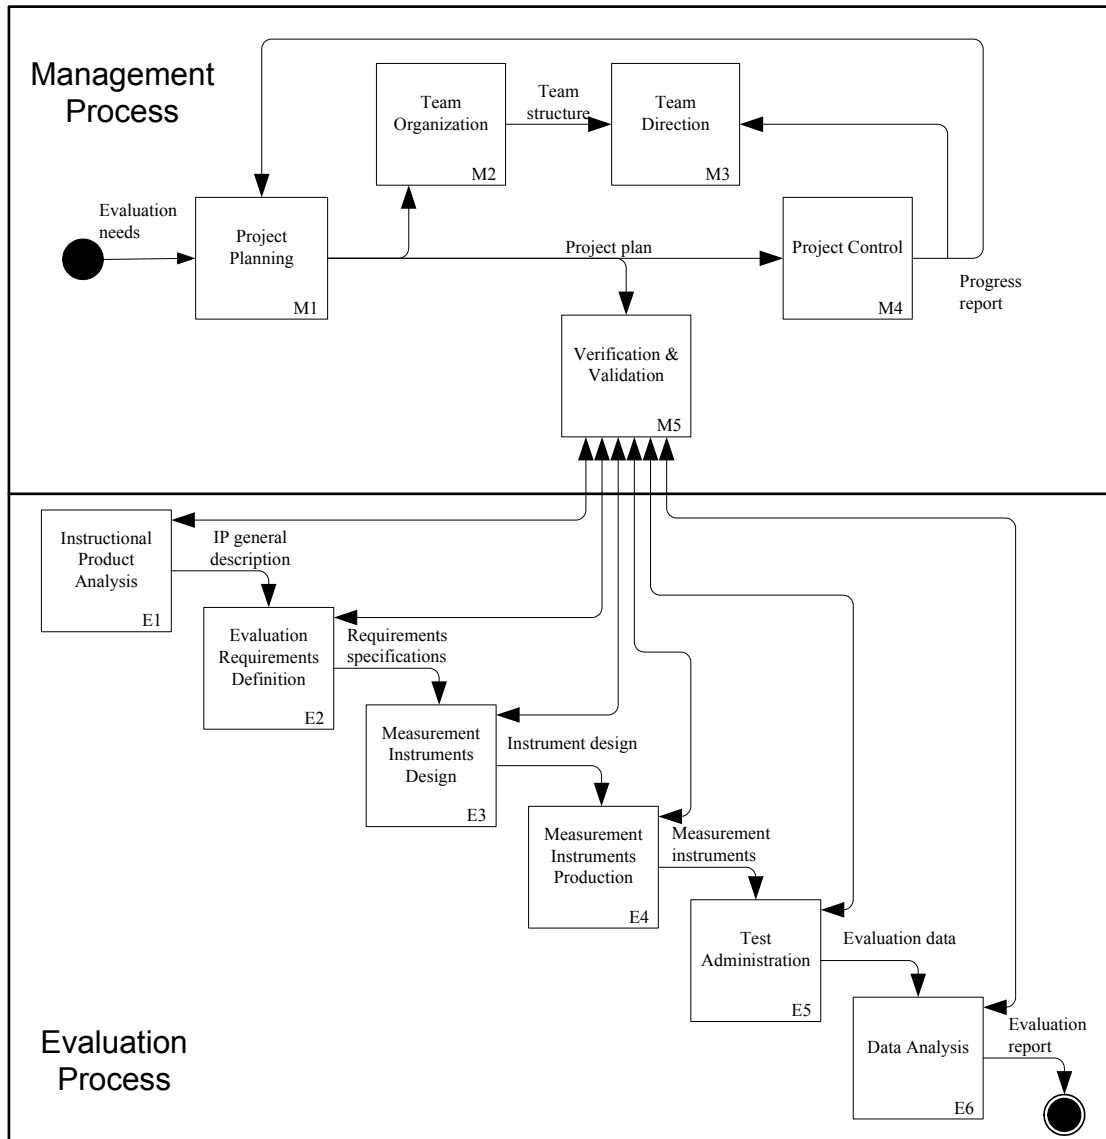 Management
Process
Team
Organization
M2
Team
structure
Team
Direction
M3
Evaluation
needs
Project
Planning
M1
Project plan
Project Control
M4
Progress
report
Verification &
Validation
M5
Instructional
Product
Analysis
E1
IP general
description
Evaluation
Requirements
Definition
E2
Requirements
specifications
Measurement
Instruments
Design
E3
Instrument design
Measurement
Instruments
Production
E4
Measurement
instruments
Test
Administration
E5
Evaluation data
Data Analysis
E6
Evaluation
report
Evaluation
Process